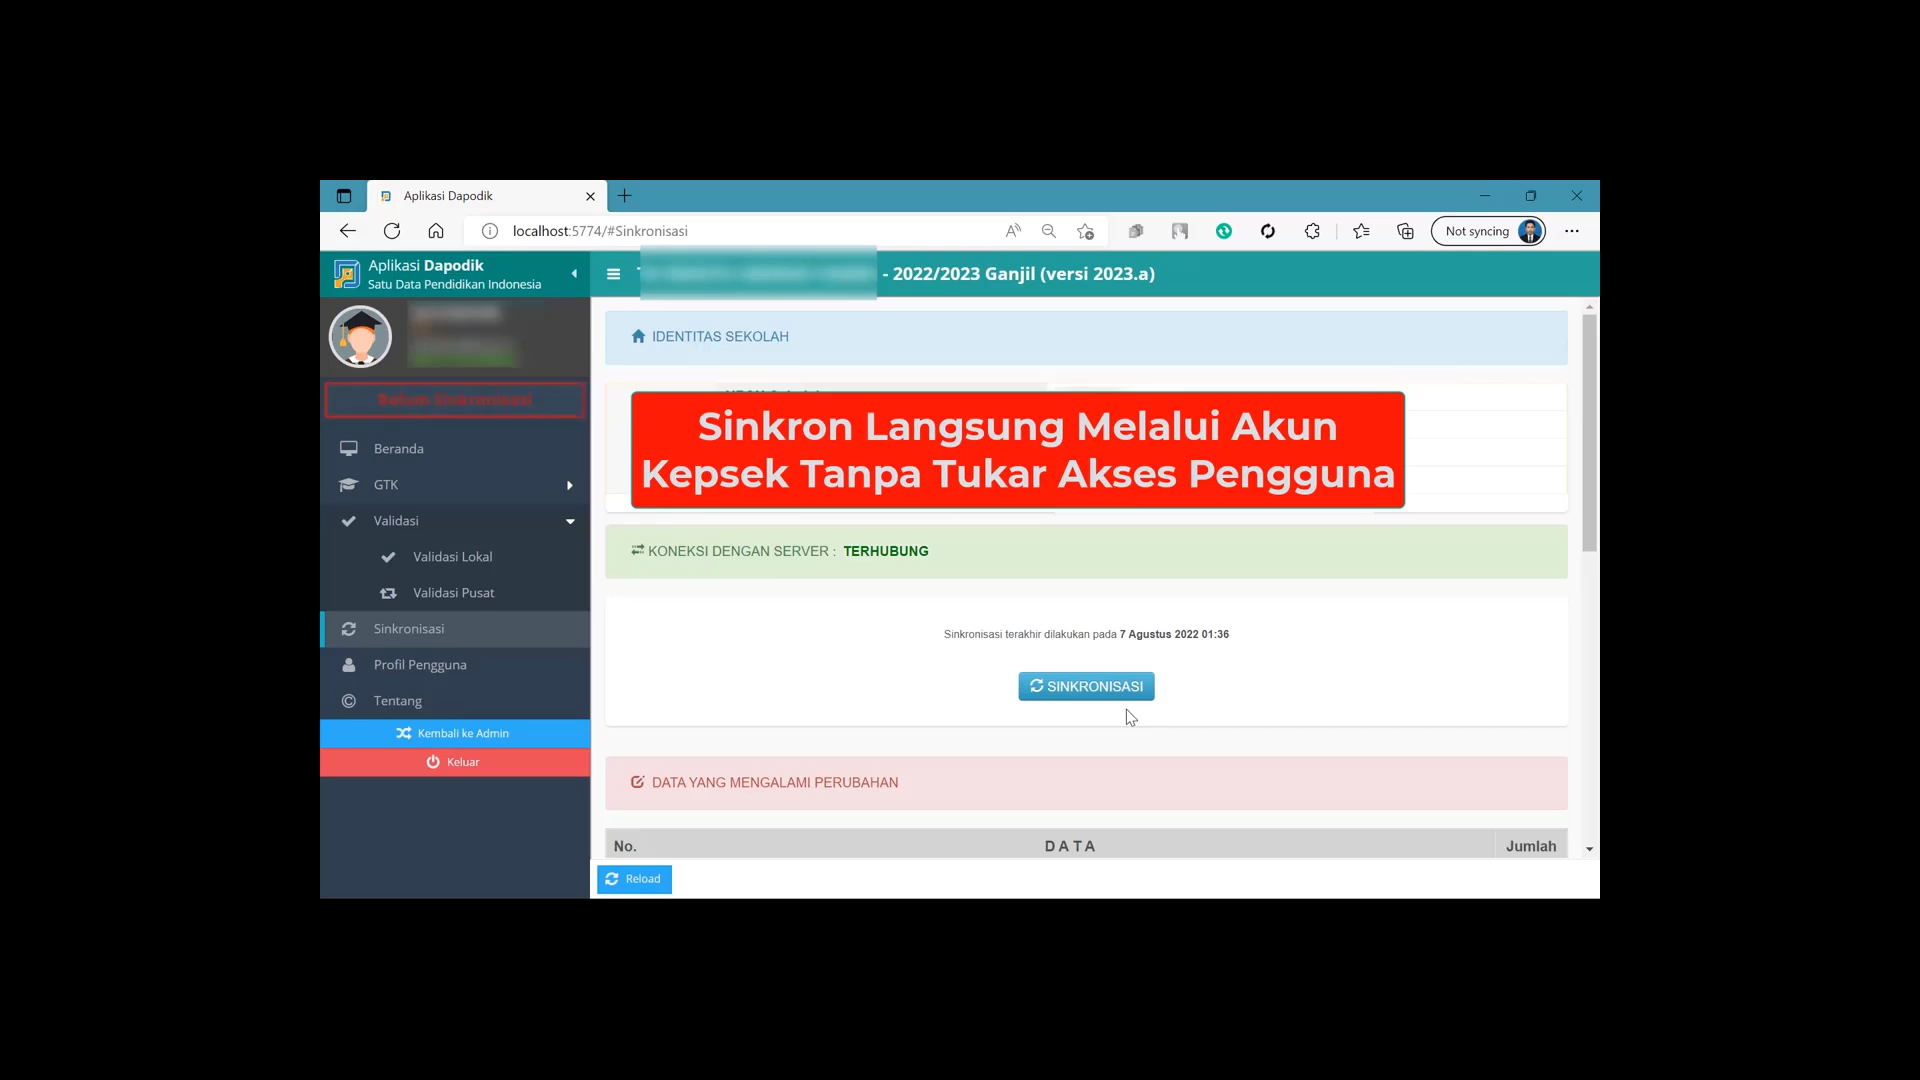 Aplikasi Dapodik
localhost:5774/#Sinkronisasi
Not syncing
Aplikasi Dapodik
Satu Data Pendidikan Indonesia
- 2022/2023 Ganjil (versi 2023.a)
Belum Sinkronisasi
Beranda
GTK
Validasi
Validasi Lokal
Validasi Pusat
Sinkronisasi
Profil Pengguna
Tentang
Kembali ke Admin
Keluar
IDENTITAS SEKOLAH
Sinkron Langsung Melalui Akun
Kepsek Tanpa Tukar Akses Pengguna
KONEKSI DENGAN SERVER : TERHUBUNG
Sinkronisasi terakhir dilakukan pada 7 Agustus 2022 01:36
SINKRONISASI
DATA YANG MENGALAMI PERUBAHAN
No. D A T A Jumlah
Reload